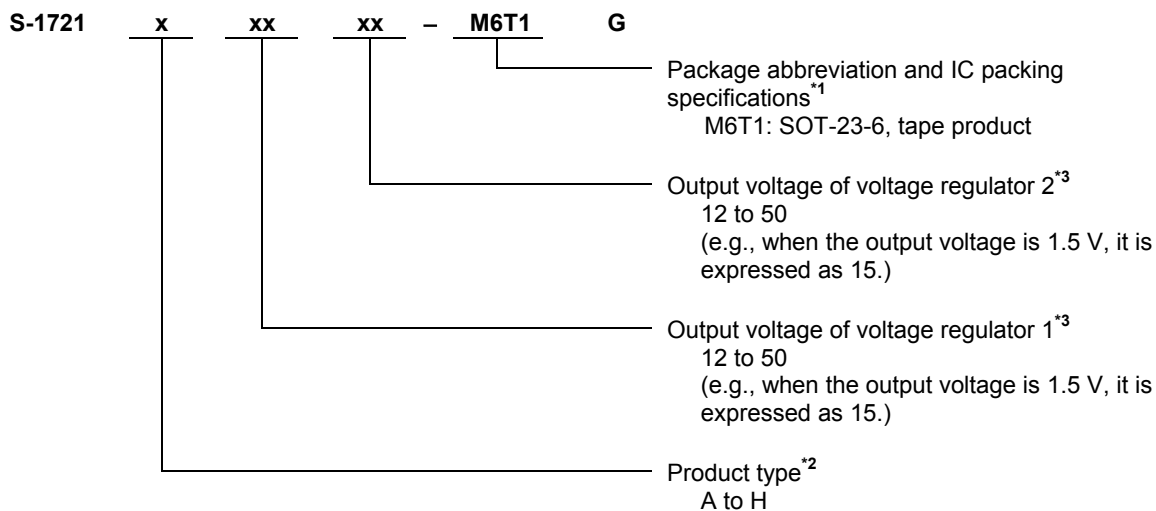 S-1721 x xx xx – M6T1 G
Package abbreviation and IC packing
specifications*1
M6T1: SOT-23-6, tape product
Output voltage of voltage regulator 2*3
12 to 50
(e.g., when the output voltage is 1.5 V, it is
expressed as 15.)
Output voltage of voltage regulator 1*3
12 to 50
(e.g., when the output voltage is 1.5 V, it is
expressed as 15.)
Product type*2
A to H